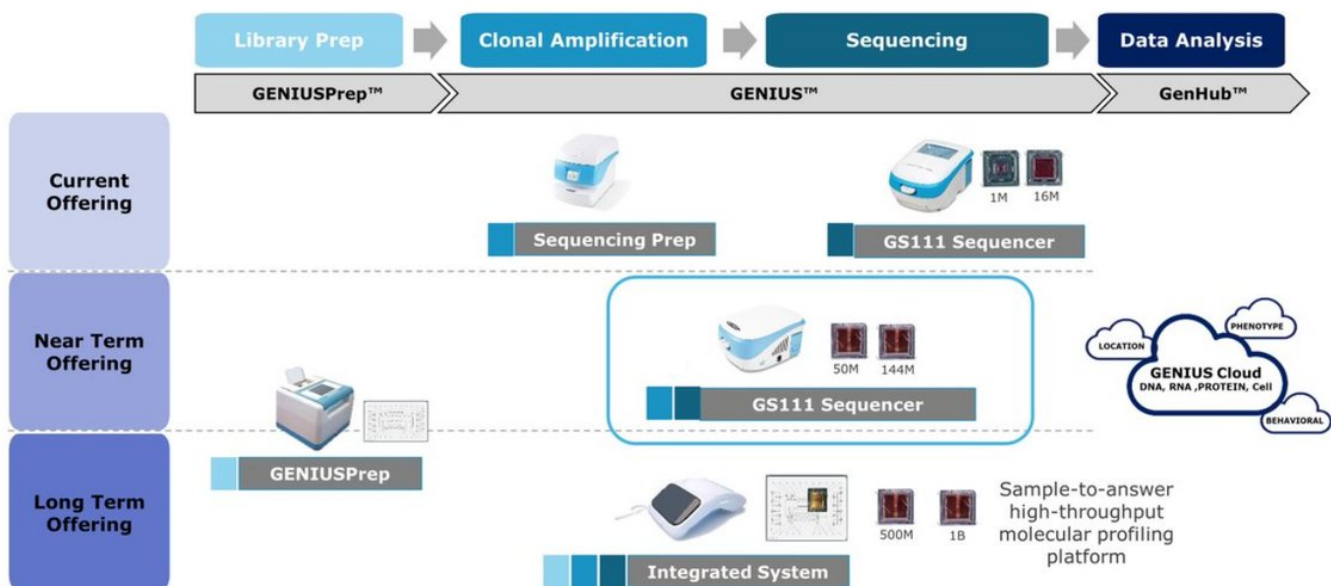 Library Prep
Clonal Amplification
Sequencing
Data Analysis
GENIUSPrep™
GENIUS™
GenHub™
Current
Offering
1M
16M
Sequencing Prep
GS111 Sequencer
Near Term
Offering
50M
144M
GS111 Sequencer
PHENOTYPE
LOCATION
GENIUS Cloud
DNA, RNA ,PROTEIN, Cell
BEHAVIORAL
GENIUSPrep
Long Term
Offering
500M
1B
Sample-to-answer
high-throughput
molecular profiling
platform
Integrated System